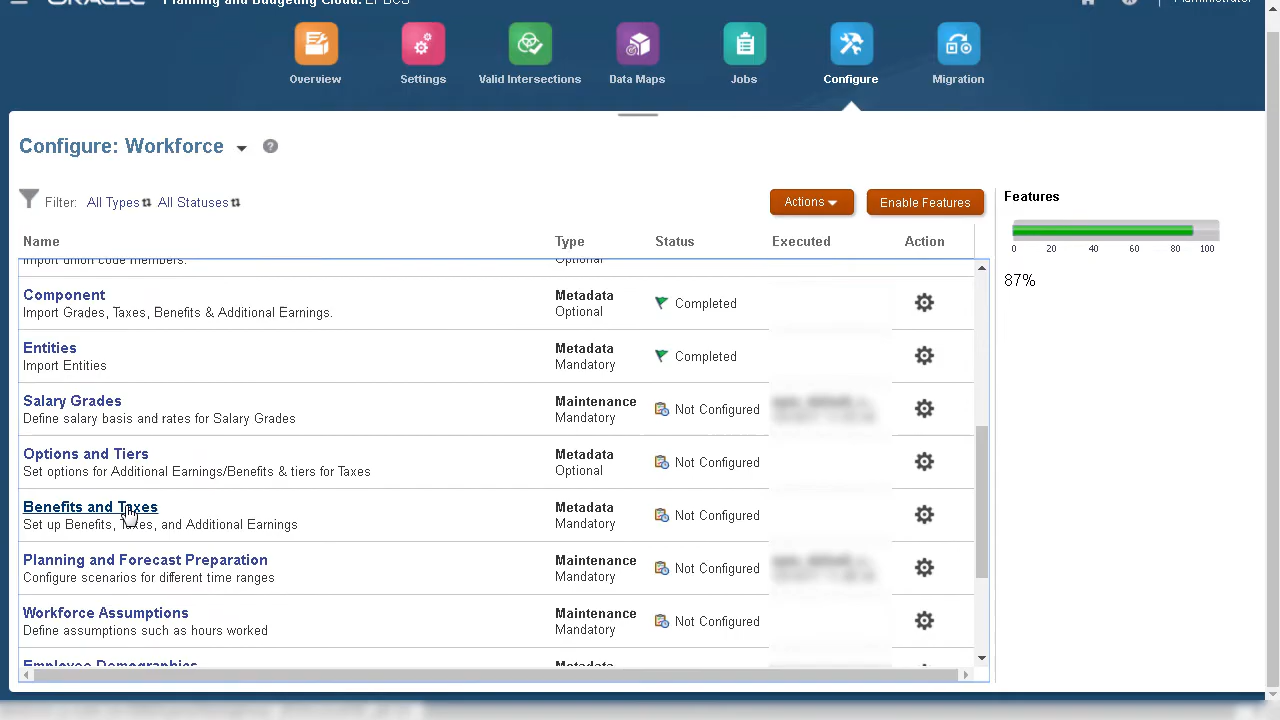 ORACLE Planning and Budgeting Cloud: EPBCS Administrator
Overview Settings Valid Intersections Data Maps Jobs Configure Migration
Configure: Workforce ?
Filter: All Types All Statuses Actions Enable Features
Features
0 20 40 60 80 100
87%
Name Type Status Executed Action
Import union code members. Optional
Component Metadata Completed
Import Grades, Taxes, Benefits & Additional Earnings. Optional
Entities Metadata Completed
Import Entities Mandatory
Salary Grades Maintenance Not Configured
Define salary basis and rates for Salary Grades Mandatory
Options and Tiers Metadata Not Configured
Set options for Additional Earnings/Benefits & tiers for Taxes Optional
Benefits and Taxes Metadata Not Configured
Set up Benefits, Taxes, and Additional Earnings Mandatory
Planning and Forecast Preparation Maintenance Not Configured
Configure scenarios for different time ranges Mandatory
Workforce Assumptions Maintenance Not Configured
Define assumptions such as hours worked Mandatory
Employee Demographics Metadata